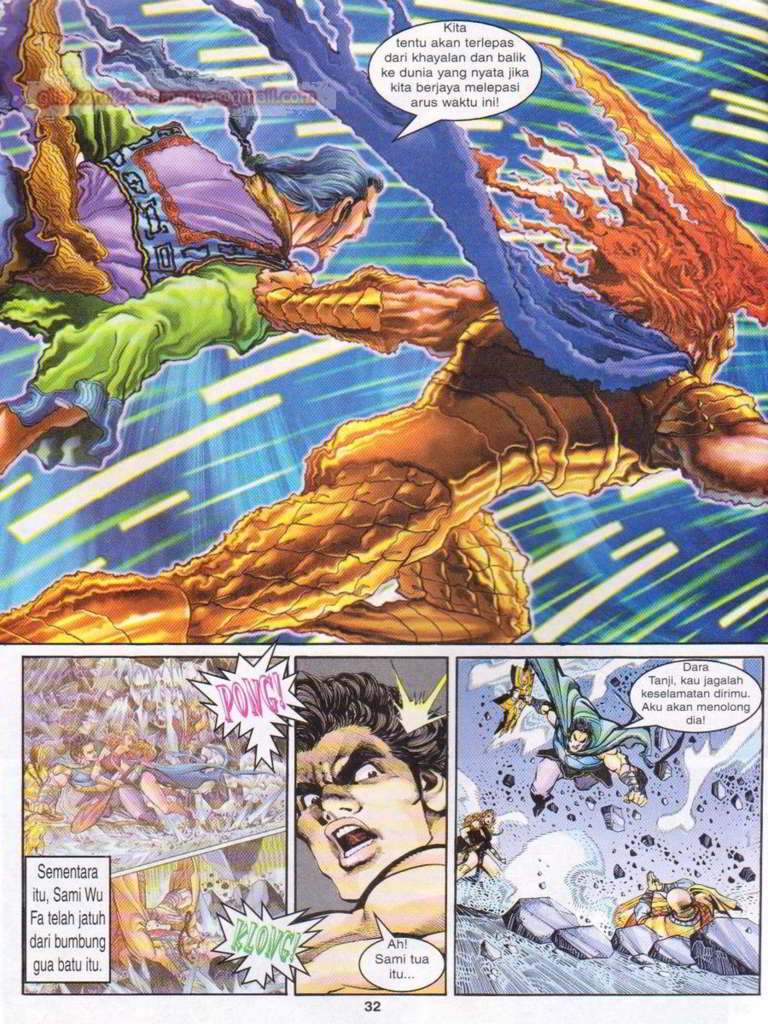 Kita
tentu akan terlepas
dari khayalan dan balik
ke dunia yang nyata jika
kita berjaya melepasi
arus waktu ini!
PONG!
Sementara
itu, Sami Wu
Fa telah jatuh
dari bumbung
gua batu itu.
KLONG!
Ah!
Sami tua
itu...
Dara
Tanji, kau jagalah
keselamatan dirimu.
Aku akan menolong
dia!
32